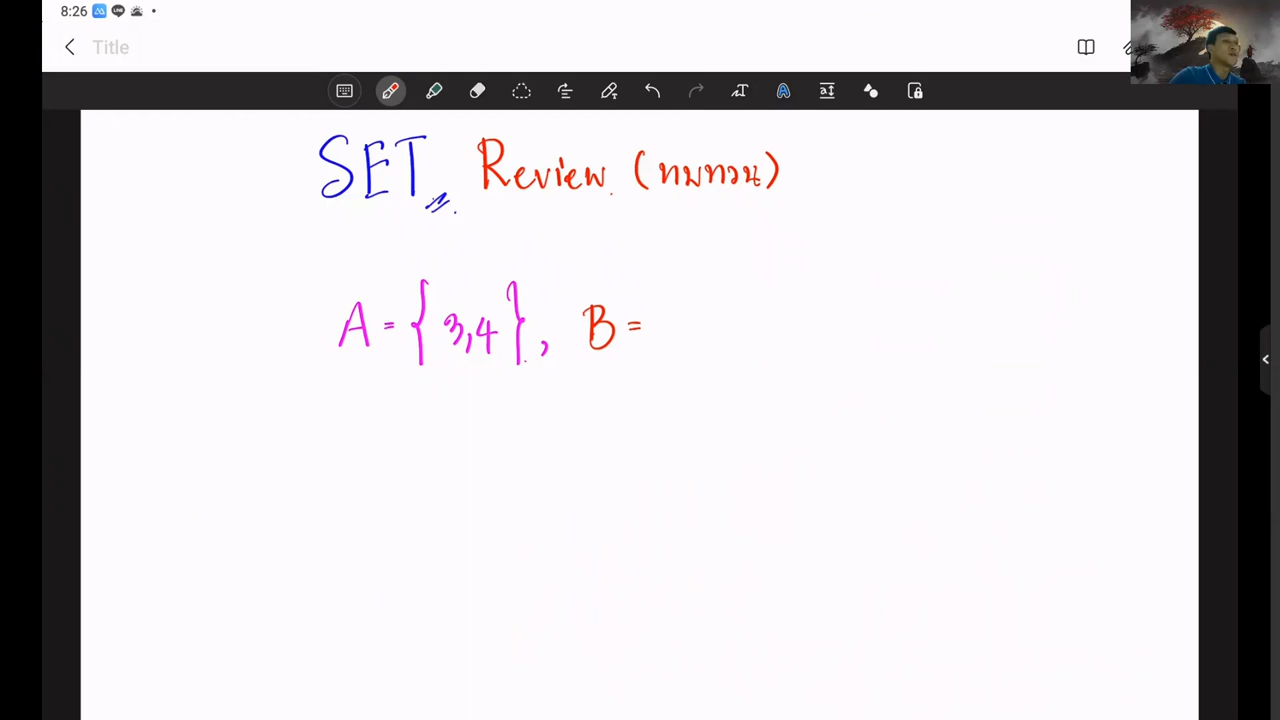 8:26
Title
SET Review (ทบทวน)
A = { 3,4 } , B =